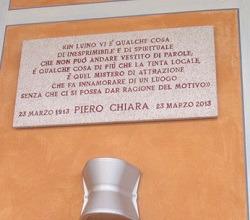 «IN LUINO VI È QUALCHE COSA
DI INESPRIMIBILE E DI SPIRITUALE
CHE NON PUÒ ANDARE VESTITO DI PAROLE;
È QUALCHE COSA DI PIÙ CHE LA TINTA LOCALE,
È QUEL MISTERO DI ATTRAZIONE
CHE FA INNAMORARE DI UN LUOGO
SENZA CHE CI SI POSSA DAR RAGIONE DEL MOTIVO»
23 MARZO 1913 PIERO CHIARA 23 MARZO 2013